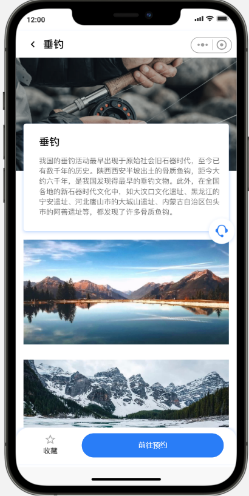 12:00
垂钓
垂钓
我国的垂钓活动最早出现于原始社会旧石器时代，至今已
有数千年的历史。陕西西安半坡出土的骨质鱼钩，距今大
约六千年，是我国发现得最早的垂钓文物。此外，在全国
各地的新石器时代文化中，如大汶口文化遗址、黑龙江的
宁安遗址、河北唐山市的大城山遗址、内蒙古自治区包头
市的阿善遗址等，都发现了许多骨质鱼钩。
收藏
前往预约